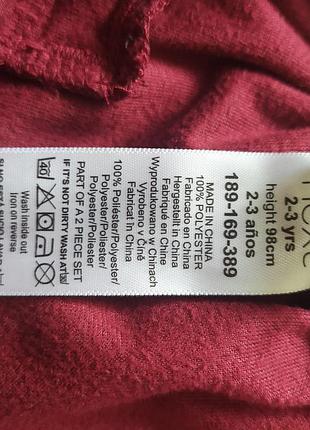 next
2-3 yrs
height 98cm
2-3 años
189-169-389
MADE IN CHINA
100% POLYESTER
Fabricado en China
Hergestellt in China
Fabriqué en Chine
Wyprodukowano w Chinach
Vyrobeno v Číně
Fabricat în China
100% Poliéster/Polyester/
Polyester/Poliester/
Polyester/Poliester
PART OF A 2 PIECE SET
IF IT'S NOT DIRTY WASH AT 30
40
Wash inside out
Iron on reverse